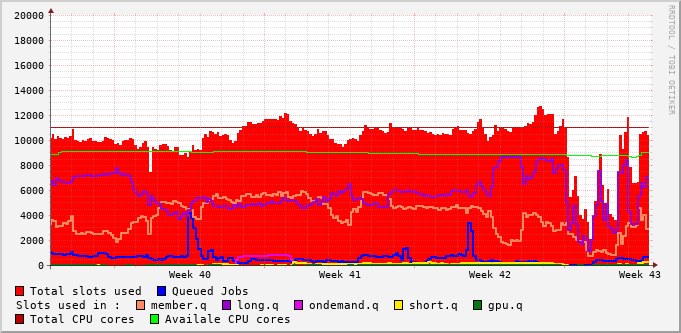 20000
18000
16000
14000
12000
10000
8000
6000
4000
2000
0
Week 40 Week 41 Week 42 Week 43
RRDTOOL / TOBI OETIKER
Total slots used Queued Jobs
Slots used in : member.q long.q ondemand.q short.q gpu.q
Total CPU cores Availale CPU cores